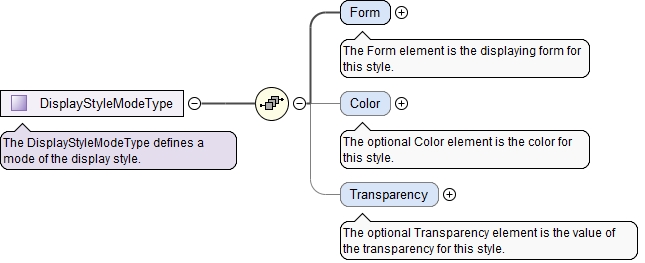 Form
The Form element is the displaying form for
this style.
DisplayStyleModeType
The DisplayStyleModeType defines a
mode of the display style.
Color
The optional Color element is the color for
this style.
Transparency
The optional Transparency element is the value of
the transparency for this style.